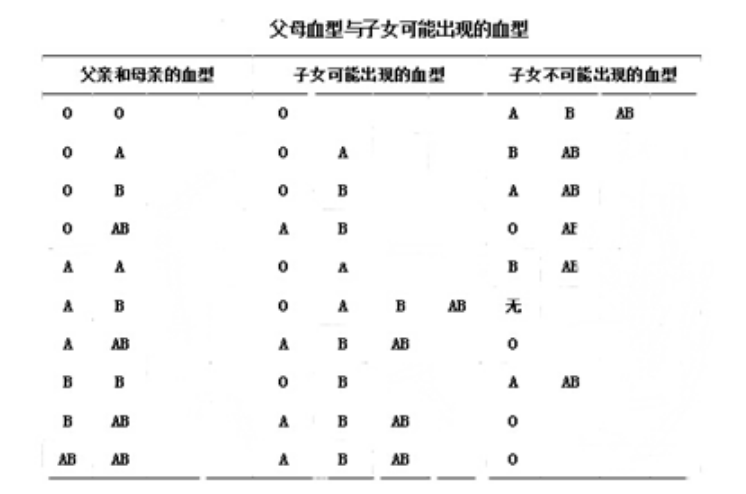 父母血型与子女可能出现的血型
父亲和母亲的血型 子女可能出现的血型 子女不可能出现的血型
O O O A B AB
O A O A B AB
O B O B A AB
O AB A B O AB
A A O A B AB
A B O A B AB 无
A AB A B AB O
B B O B A AB
B AB A B AB O
AB AB A B AB O